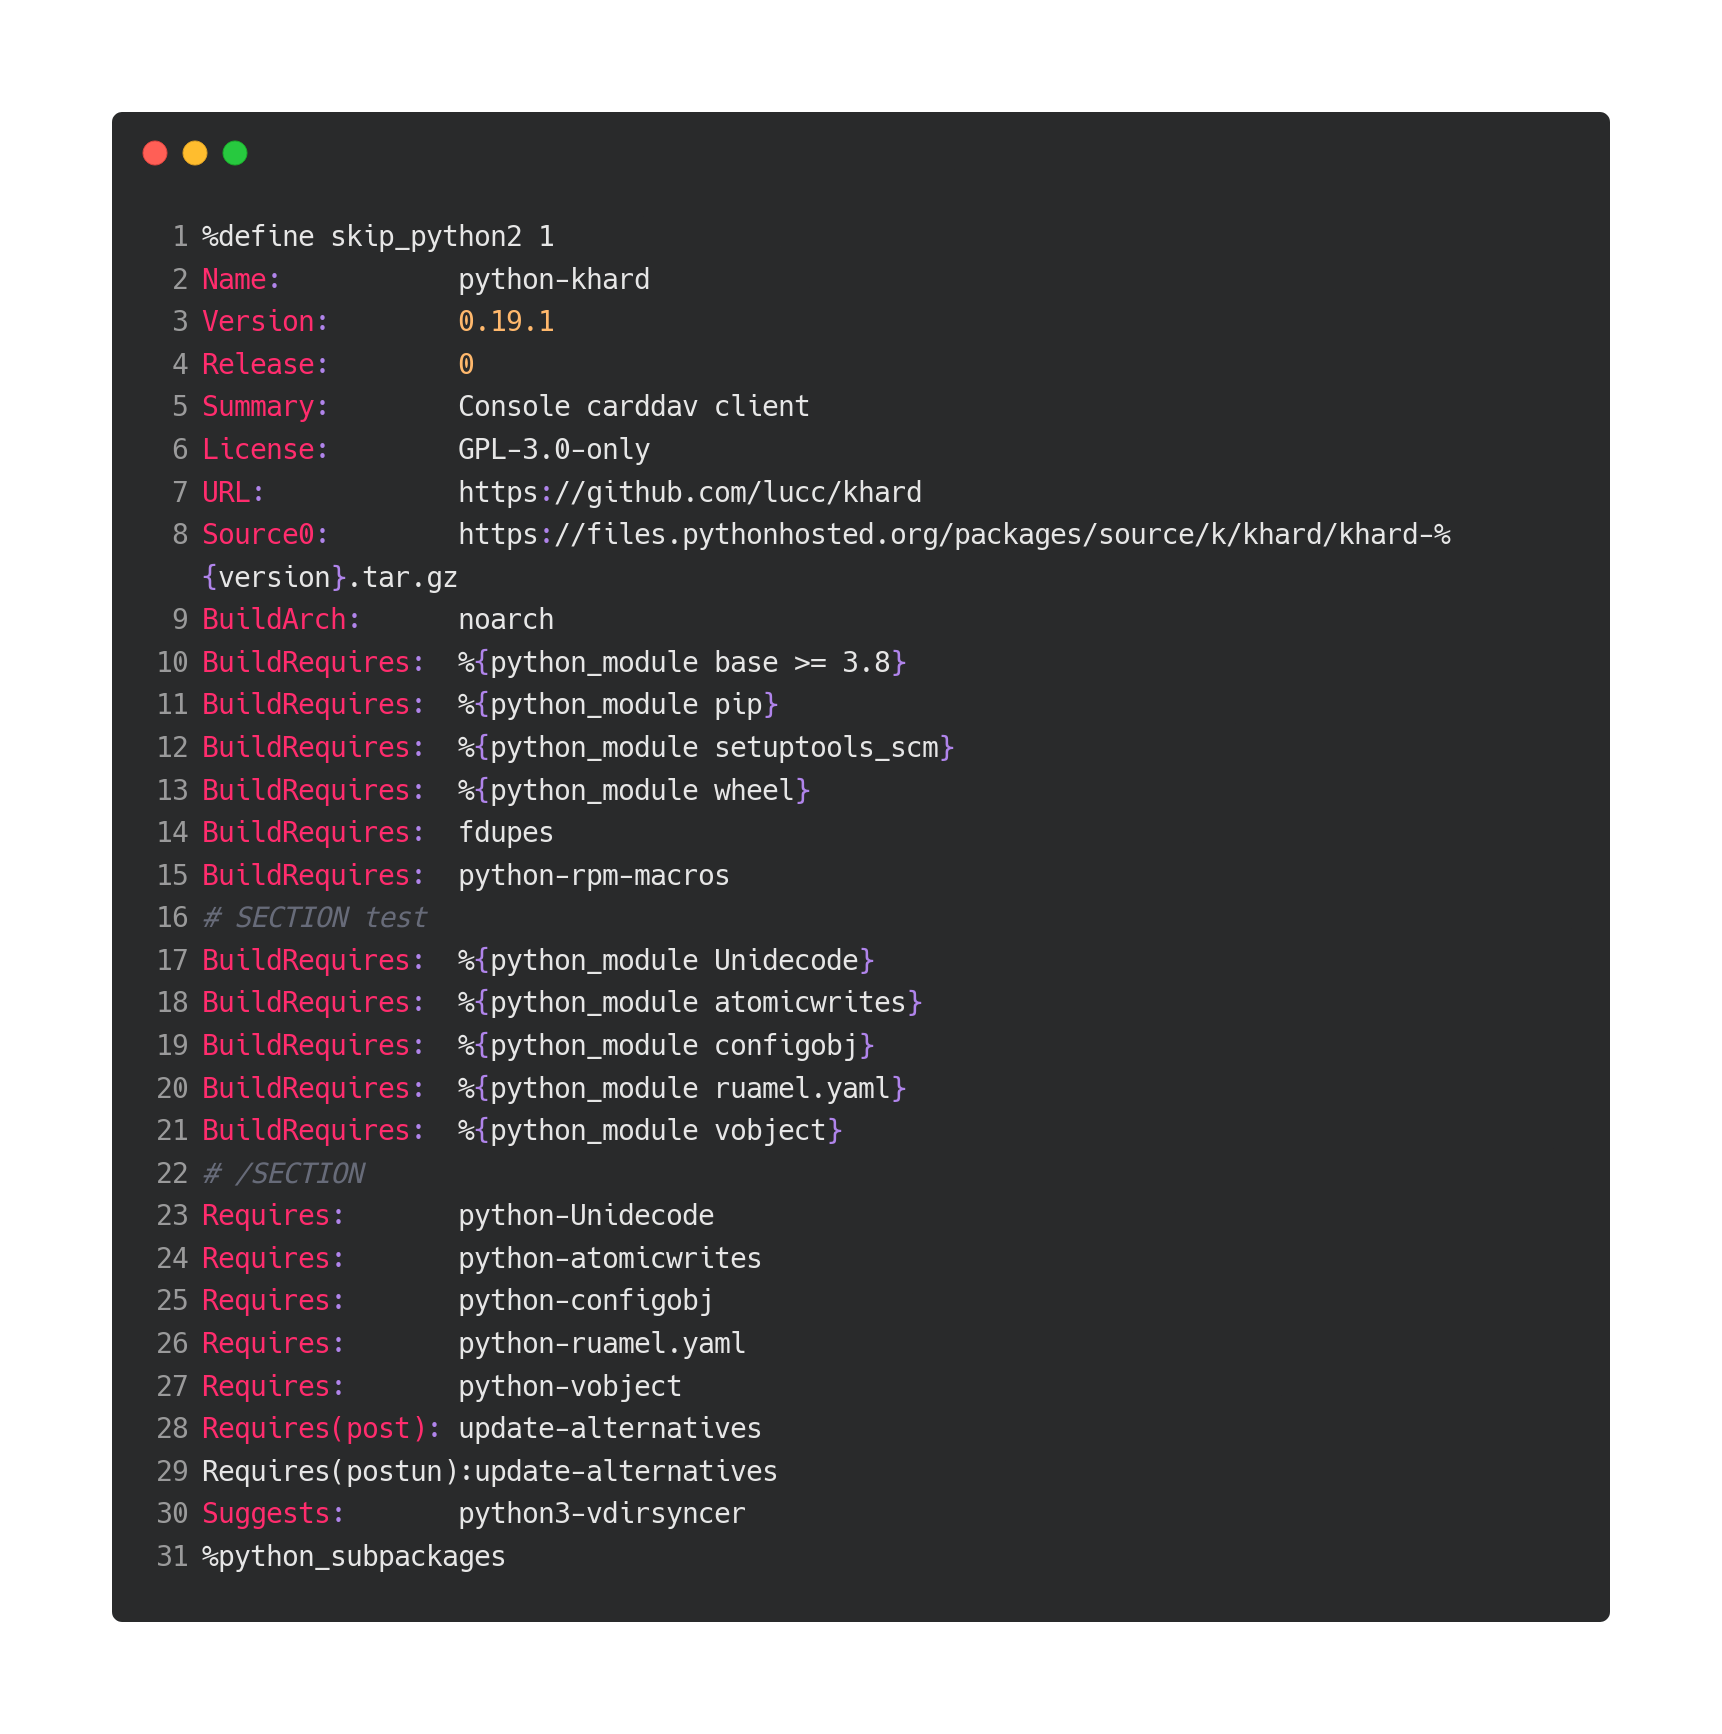 1 %define skip_python2 1
2 Name:           python-khard
3 Version:        0.19.1
4 Release:        0
5 Summary:        Console carddav client
6 License:        GPL-3.0-only
7 URL:            https://github.com/lucc/khard
8 Source0:        https://files.pythonhosted.org/packages/source/k/khard/khard-%
{version}.tar.gz
9 BuildArch:      noarch
10 BuildRequires:  %{python_module base >= 3.8}
11 BuildRequires:  %{python_module pip}
12 BuildRequires:  %{python_module setuptools_scm}
13 BuildRequires:  %{python_module wheel}
14 BuildRequires:  fdupes
15 BuildRequires:  python-rpm-macros
16 # SECTION test
17 BuildRequires:  %{python_module Unidecode}
18 BuildRequires:  %{python_module atomicwrites}
19 BuildRequires:  %{python_module configobj}
20 BuildRequires:  %{python_module ruamel.yaml}
21 BuildRequires:  %{python_module vobject}
22 # /SECTION
23 Requires:       python-Unidecode
24 Requires:       python-atomicwrites
25 Requires:       python-configobj
26 Requires:       python-ruamel.yaml
27 Requires:       python-vobject
28 Requires(post): update-alternatives
29 Requires(postun):update-alternatives
30 Suggests:       python3-vdirsyncer
31 %python_subpackages